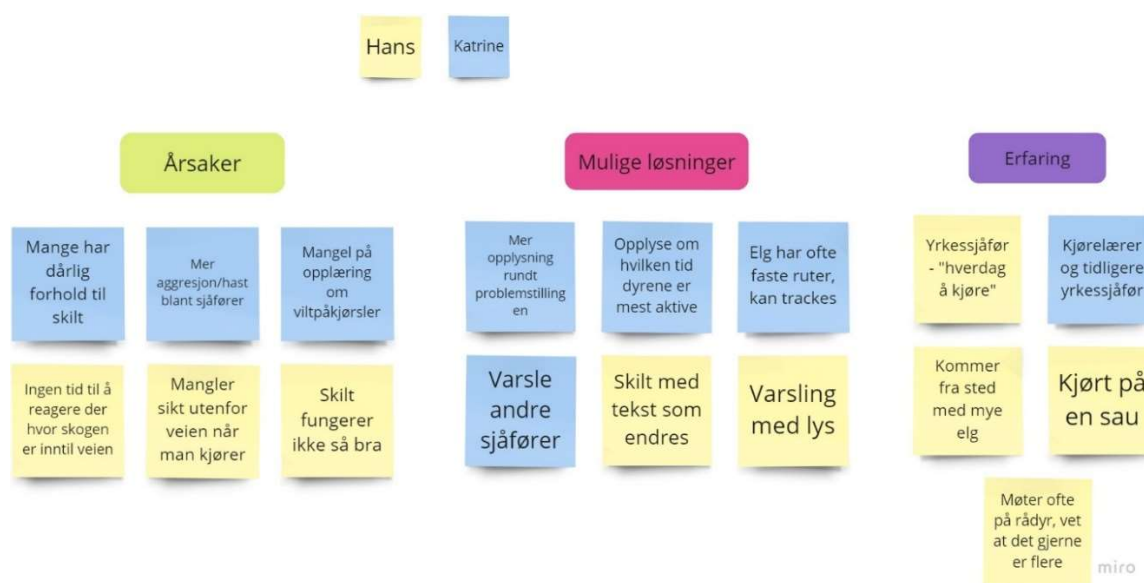 Hans
Katrine
Årsaker
Mange har
dårlig
forhold til
skilt
Mer
aggresjon/hast
blant sjåfører
Mangel på
opplæring
om
viltpåkjørsler
Ingen tid til å
reagere der
hvor skogen
er inntil veien
Mangler
sikt utenfor
veien når
man kjører
Skilt
fungerer
ikke så bra
Mulige løsninger
Mer
opplysning
rundt
problemstilling
en
Opplyse om
hvilken tid
dyrene er
mest aktive
Elg har ofte
faste ruter,
kan trackes
Varsle
andre
sjåfører
Skilt med
tekst som
endres
Varsling
med lys
Erfaring
Yrkessjåfør
- "hverdag
å kjøre"
Kjørelærer
og tidligere
yrkessjåfør
Kommer
fra sted
med mye
elg
Kjørt på
en sau
Møter ofte
på rådyr, vet
at det gjerne
er flere
miro